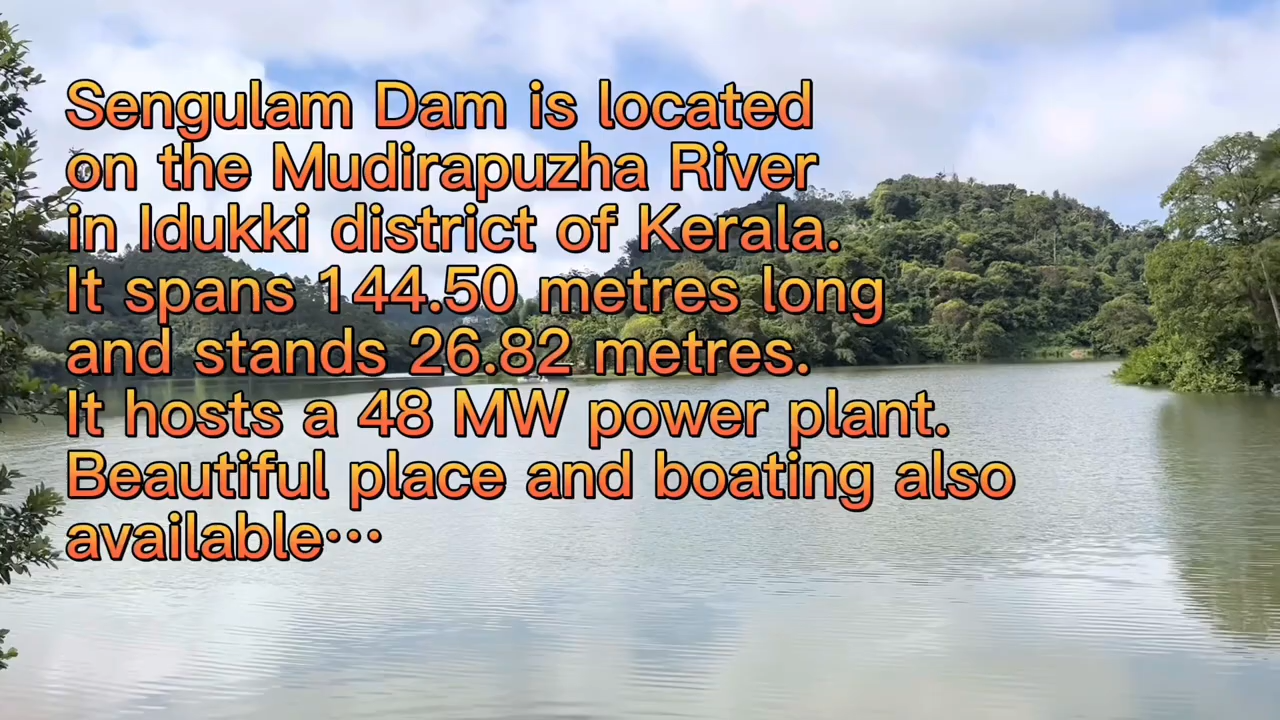 Sengulam Dam is located
on the Mudirapuzha River
in Idukki district of Kerala.
It spans 144.50 metres long
and stands 26.82 metres.
It hosts a 48 MW power plant.
Beautiful place and boating also
available…